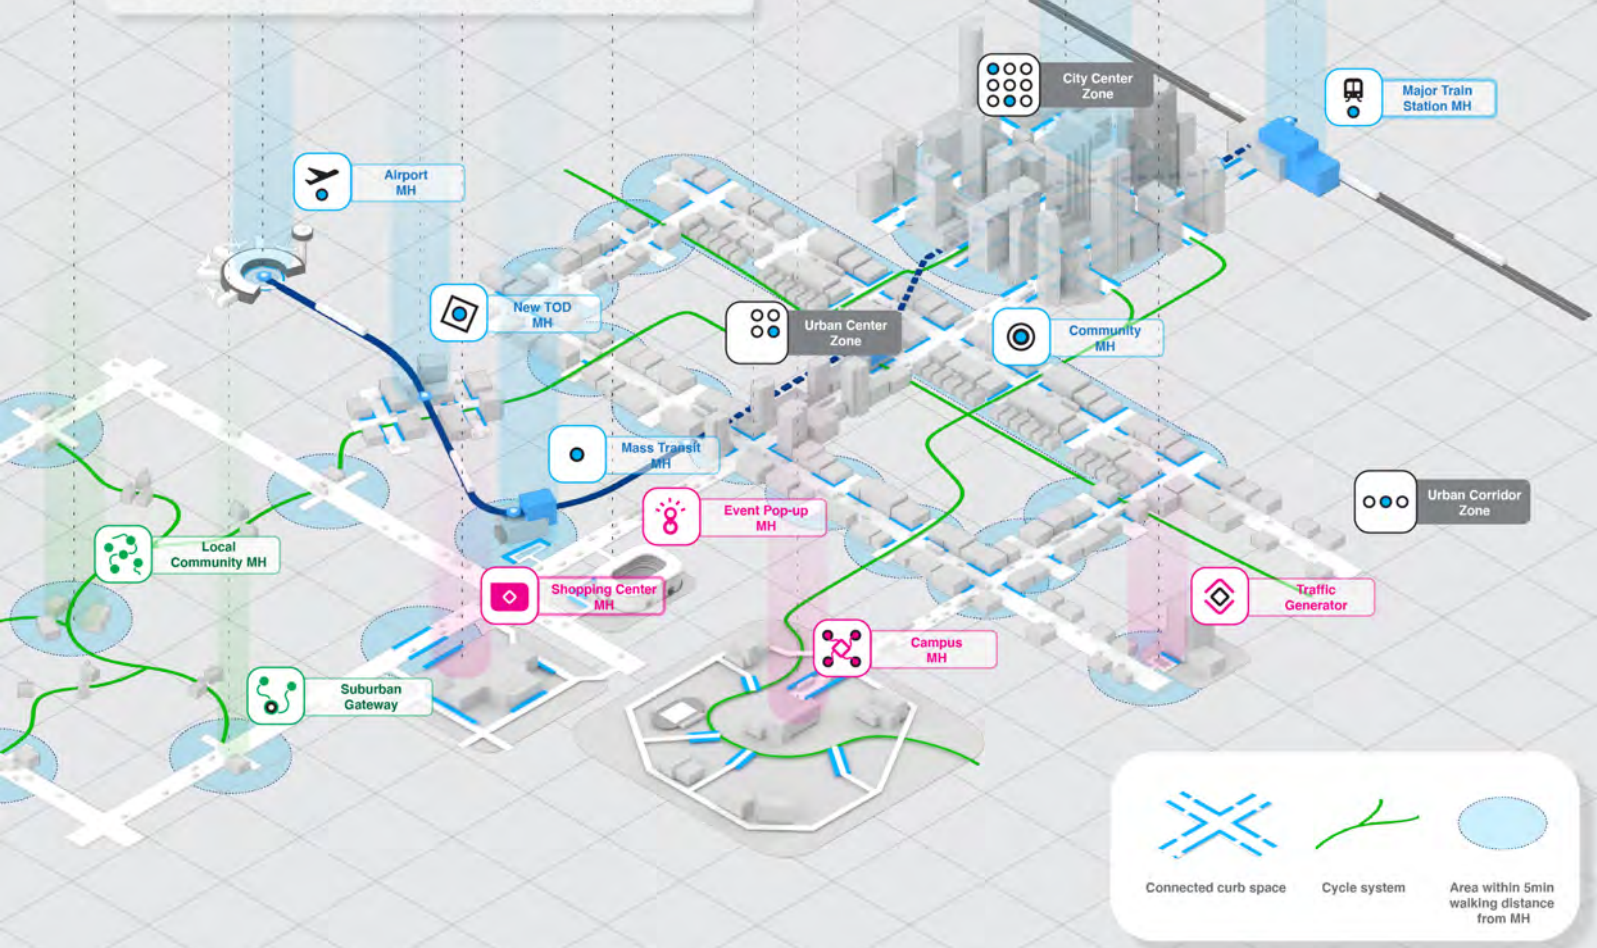 City Center
Zone
Major Train
Station MH
Airport
MH
New TOD
MH
Urban Center
Zone
Community
MH
Mass Transit
MH
Event Pop-up
MH
Urban Corridor
Zone
Local
Community MH
Shopping Center
MH
Traffic
Generator
Campus
MH
Suburban
Gateway
Connected curb space
Cycle system
Area within 5min
walking distance
from MH